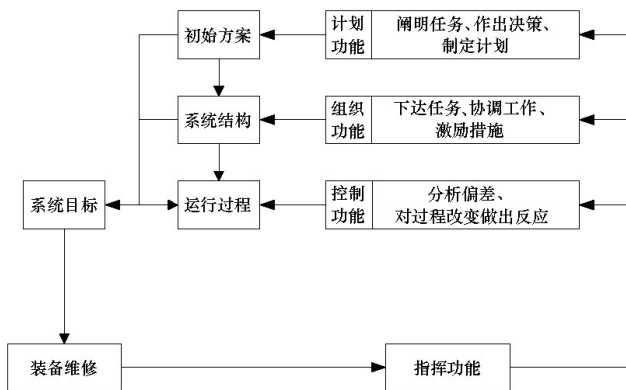 初始方案
计划
功能
阐明任务、作出决策、
制定计划
系统结构
组织
功能
下达任务、协调工作、
激励措施
系统目标
运行过程
控制
功能
分析偏差、
对过程改变做出反应
装备维修
指挥功能